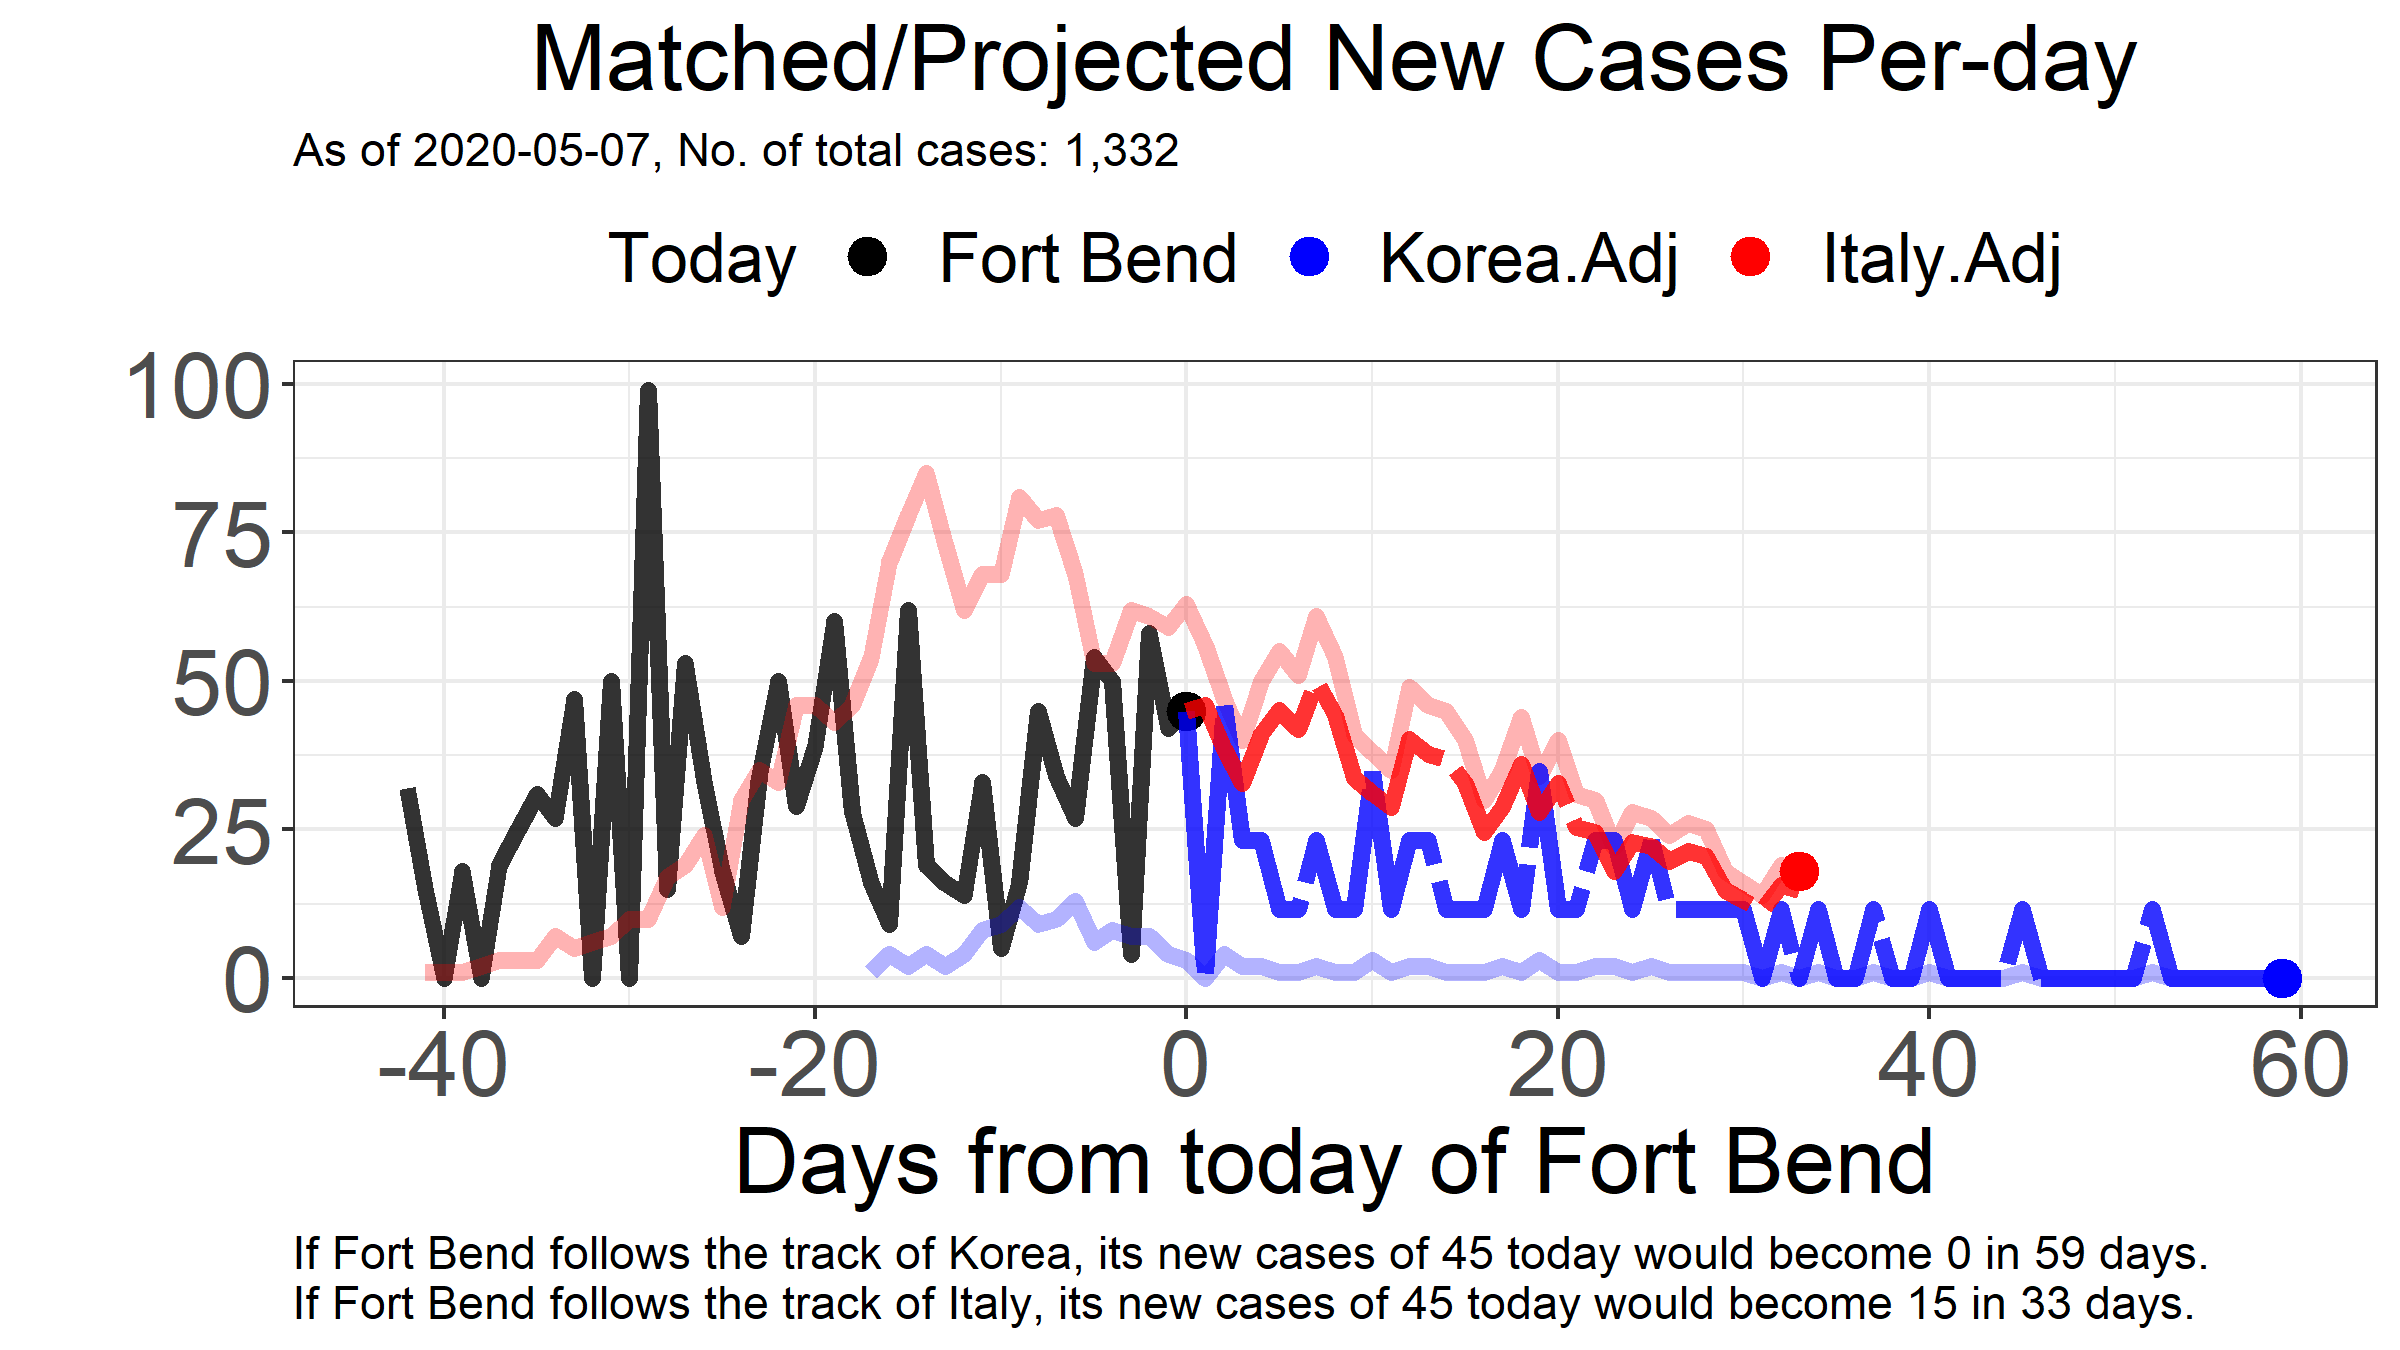 Matched/Projected New Cases Per-day
As of 2020-05-07, No. of total cases: 1,332
Today Fort Bend Korea.Adj Italy.Adj
100
75
50
25
0
-40 -20 0 20 40 60
Days from today of Fort Bend
If Fort Bend follows the track of Korea, its new cases of 45 today would become 0 in 59 days.
If Fort Bend follows the track of Italy, its new cases of 45 today would become 15 in 33 days.